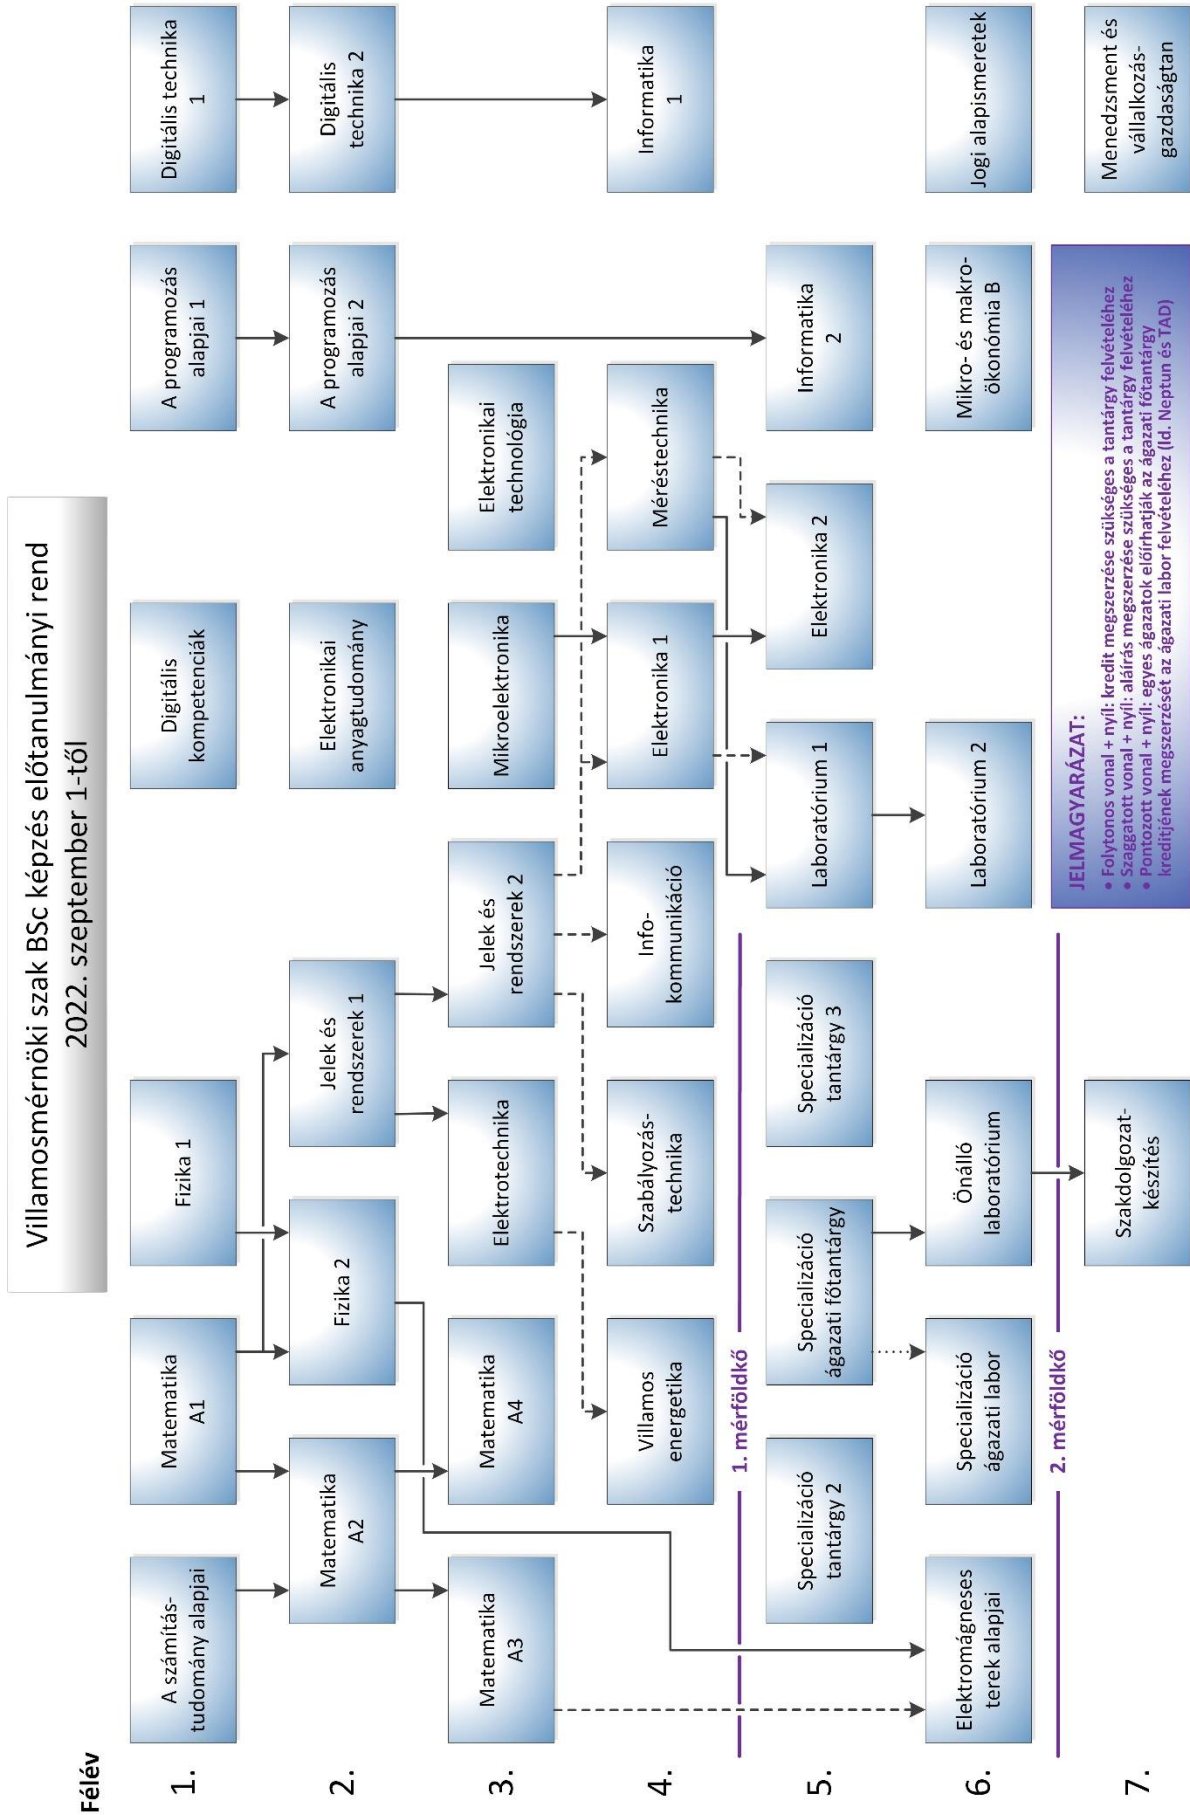 Villamosmérnöki szak BSc képzés előtanulmányi rend
2022. szeptember 1-től
Félév
1.
A számítás-
tudomány alapjai
Matematika
A1
Fizika 1
Digitális
kompetenciák
A programozás
alapjai 1
Digitális technika
1
2.
Matematika
A2
Fizika 2
Jelek és
rendszerek 1
Elektronikai
anyagtudomány
A programozás
alapjai 2
Digitális
technika 2
3.
Matematika
A3
Matematika
A4
Elektrotechnika
Jelek és
rendszerek 2
Mikroelektronika
Elektronikai
technológia
4.
Villamos
energetika
Szabályozás-
technika
Info-
kommunikáció
Elektronika 1
Méréstechnika
Informatika
1
1. mérföldkő
5.
Specializáció
tantárgy 2
Specializáció
ágazati főtantárgy
Specializáció
tantárgy 3
Laboratórium 1
Elektronika 2
Informatika
2
6.
Elektromágneses
terek alapjai
Specializáció
ágazati labor
Önálló
laboratórium
Laboratórium 2
Mikro- és makro-
ökonómia B
Jogi alapismeretek
2. mérföldkő
7.
Szakdolgozat-
készítés
JELMAGYARÁZAT:
• Folytonos vonal + nyíl: kredit megszerzése szükséges a tantárgy felvételéhez
• Szaggatott vonal + nyíl: aláírás megszerzése szükséges a tantárgy felvételéhez
• Pontozott vonal + nyíl: egyes ágazatok előírhatják az ágazati főtantárgy
kreditjének megszerzését az ágazati labor felvételéhez (ld. Neptun és TAD)
Menedzsment és
vállalkozás-
gazdaságtan